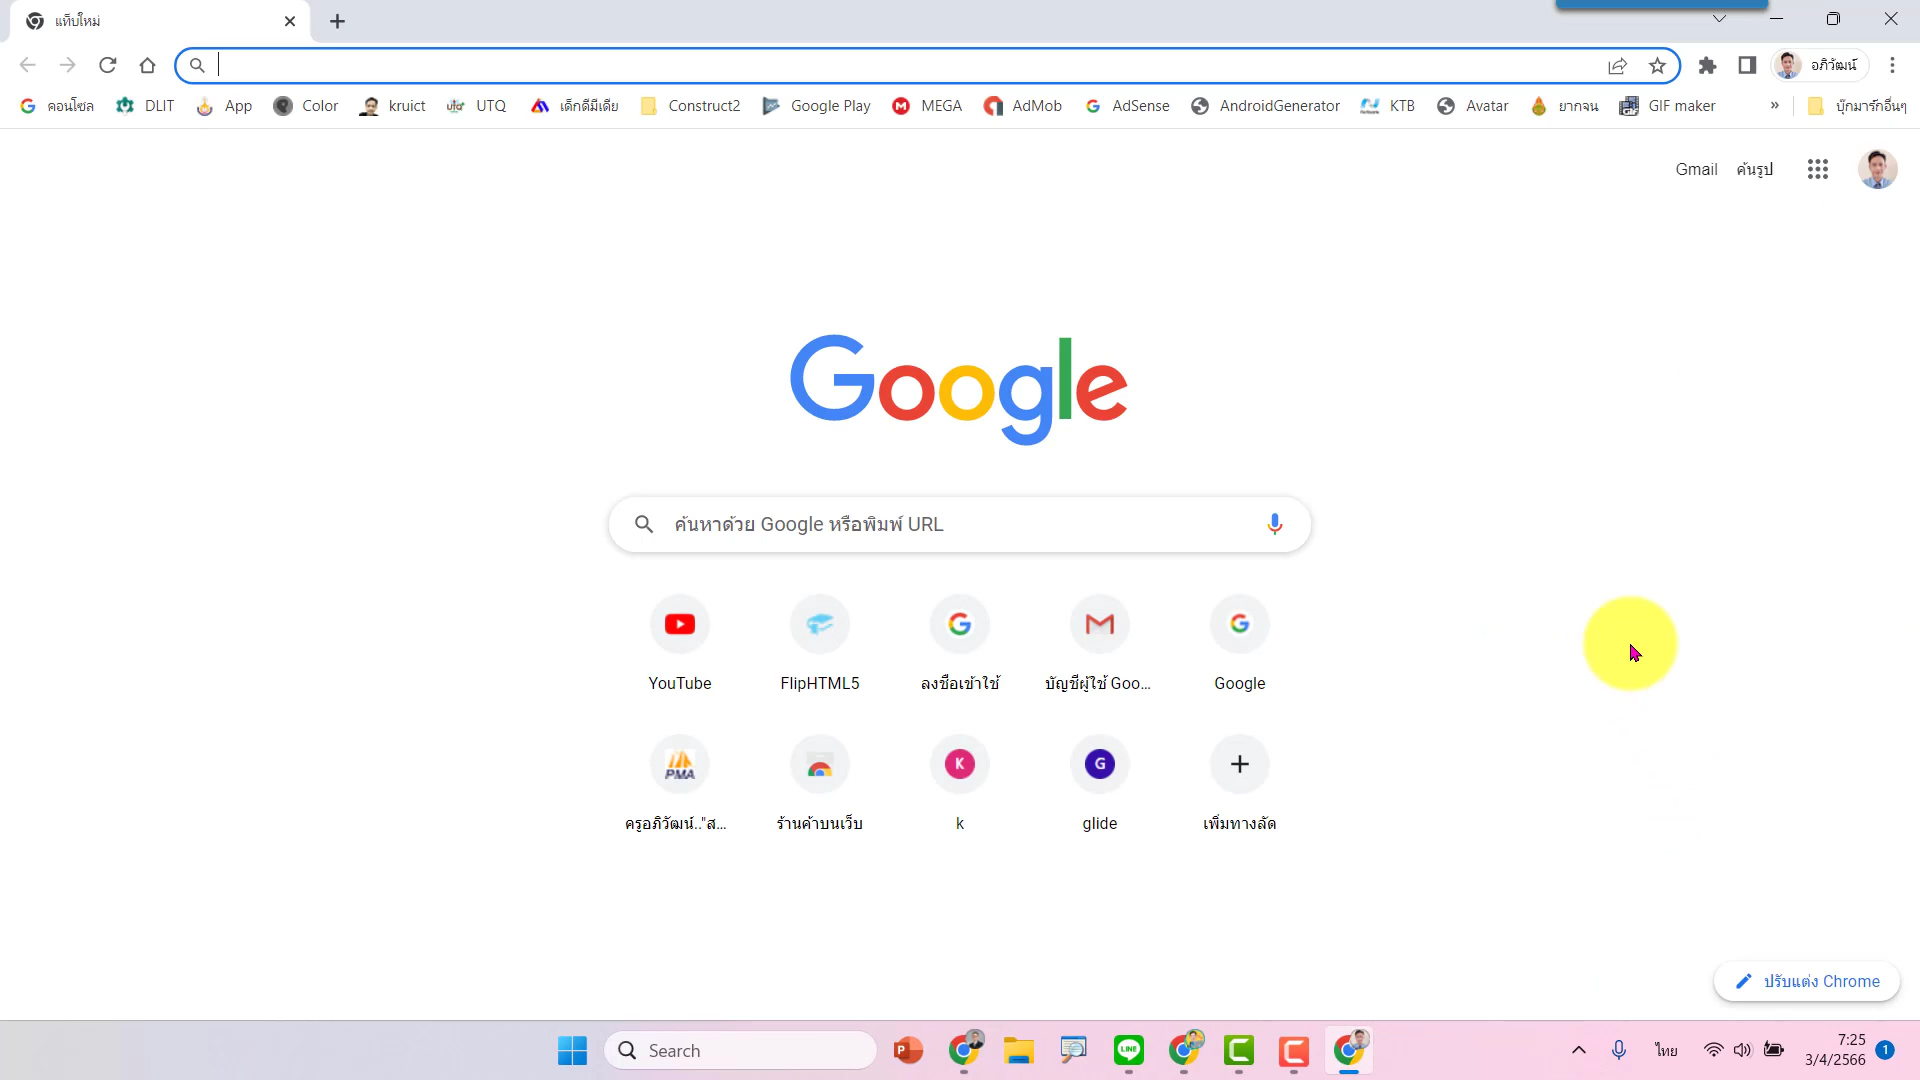 แท็บใหม่
อภิวัฒน์
คอนโซล DLIT App Color kruict UTQ เด็กดีมีเดีย Construct2 Google Play MEGA AdMob AdSense AndroidGenerator KTB Avatar ยากจน GIF maker » บุ๊กมาร์กอื่นๆ
Gmail ค้นรูป
Google
ค้นหาด้วย Google หรือพิมพ์ URL
YouTube FlipHTML5 ลงชื่อเข้าใช้ บัญชีผู้ใช้ Goo... Google
PMA K G
ครูอภิวัฒน์.."ส... ร้านค้าบนเว็บ k glide เพิ่มทางลัด
ปรับแต่ง Chrome
Search LINE ไทย 7:25 1
3/4/2566